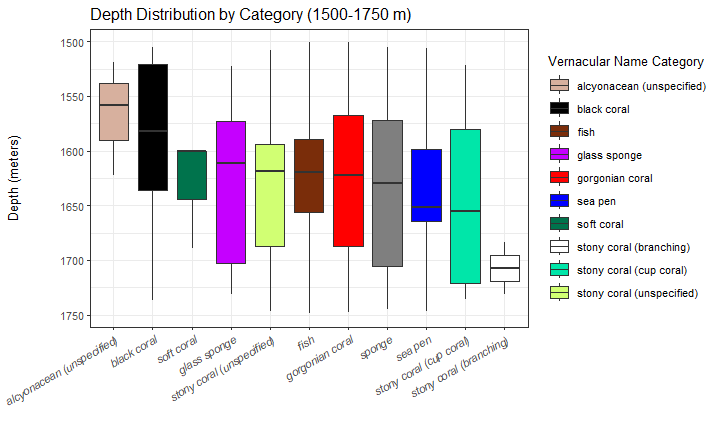 Depth Distribution by Category (1500-1750 m)
Depth (meters)
1500
1550
1600
1650
1700
1750
alcyonacean (unspecified)
black coral
soft coral
glass sponge
stony coral (unspecified)
fish
gorgonian coral
sponge
sea pen
stony coral (cup coral)
stony coral (branching)
Vernacular Name Category
alcyonacean (unspecified)
black coral
fish
glass sponge
gorgonian coral
sea pen
soft coral
stony coral (branching)
stony coral (cup coral)
stony coral (unspecified)